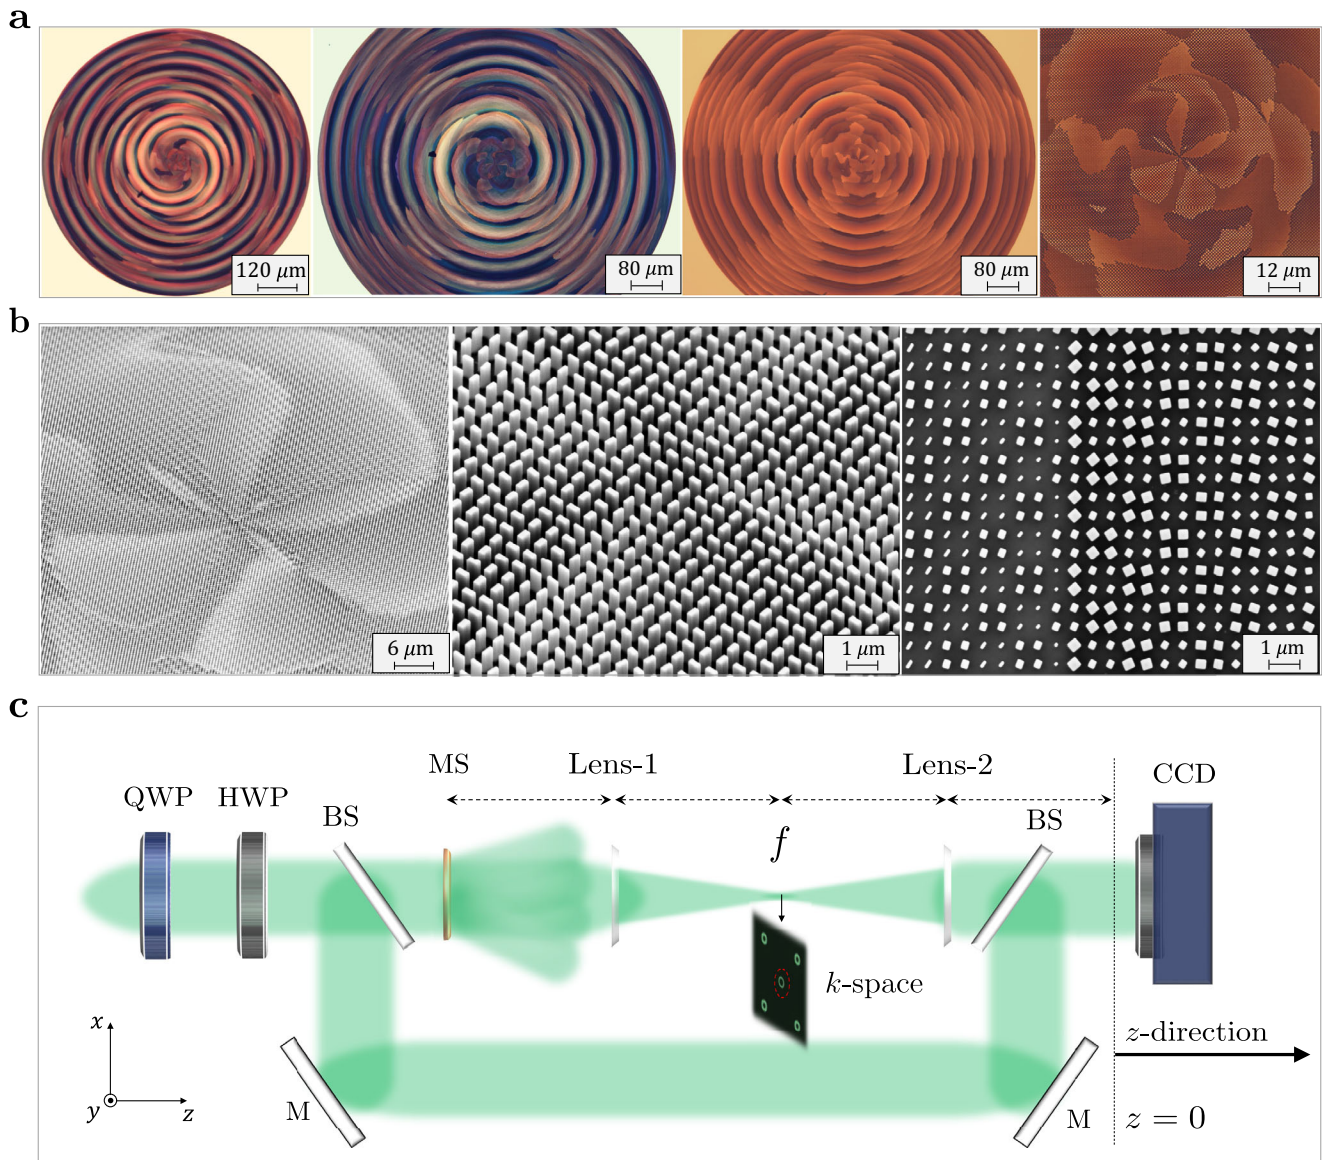 a
120 μm
80 μm
80 μm
12 μm
b
6 μm
1 μm
1 μm
c
MS
Lens-1
Lens-2
CCD
QWP
HWP
BS
BS
f
k-space
x
y
z
M
M
z-direction
z = 0